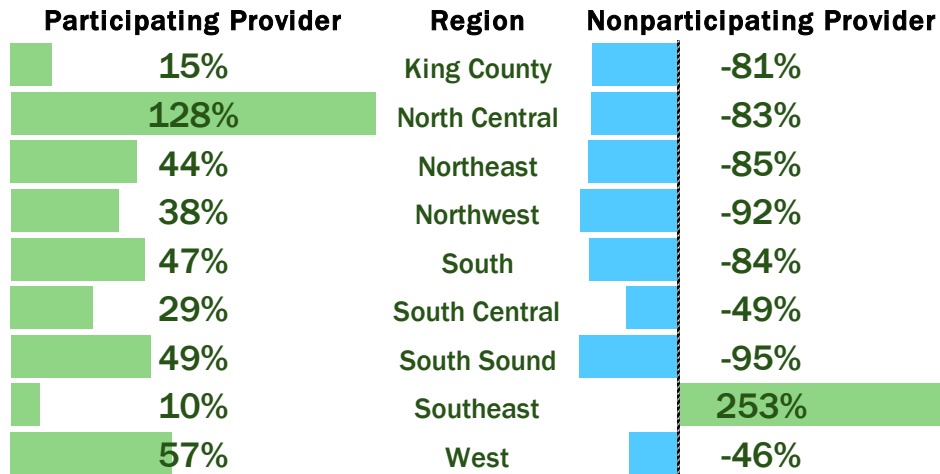 Participating Provider Region Nonparticipating Provider
15% King County -81%
128% North Central -83%
44% Northeast -85%
38% Northwest -92%
47% South -84%
29% South Central -49%
49% South Sound -95%
10% Southeast 253%
57% West -46%